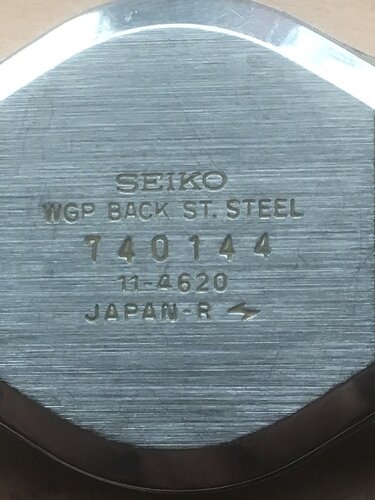 SEIKO
WGP BACK ST. STEEL
740144
11-4620
JAPAN-R